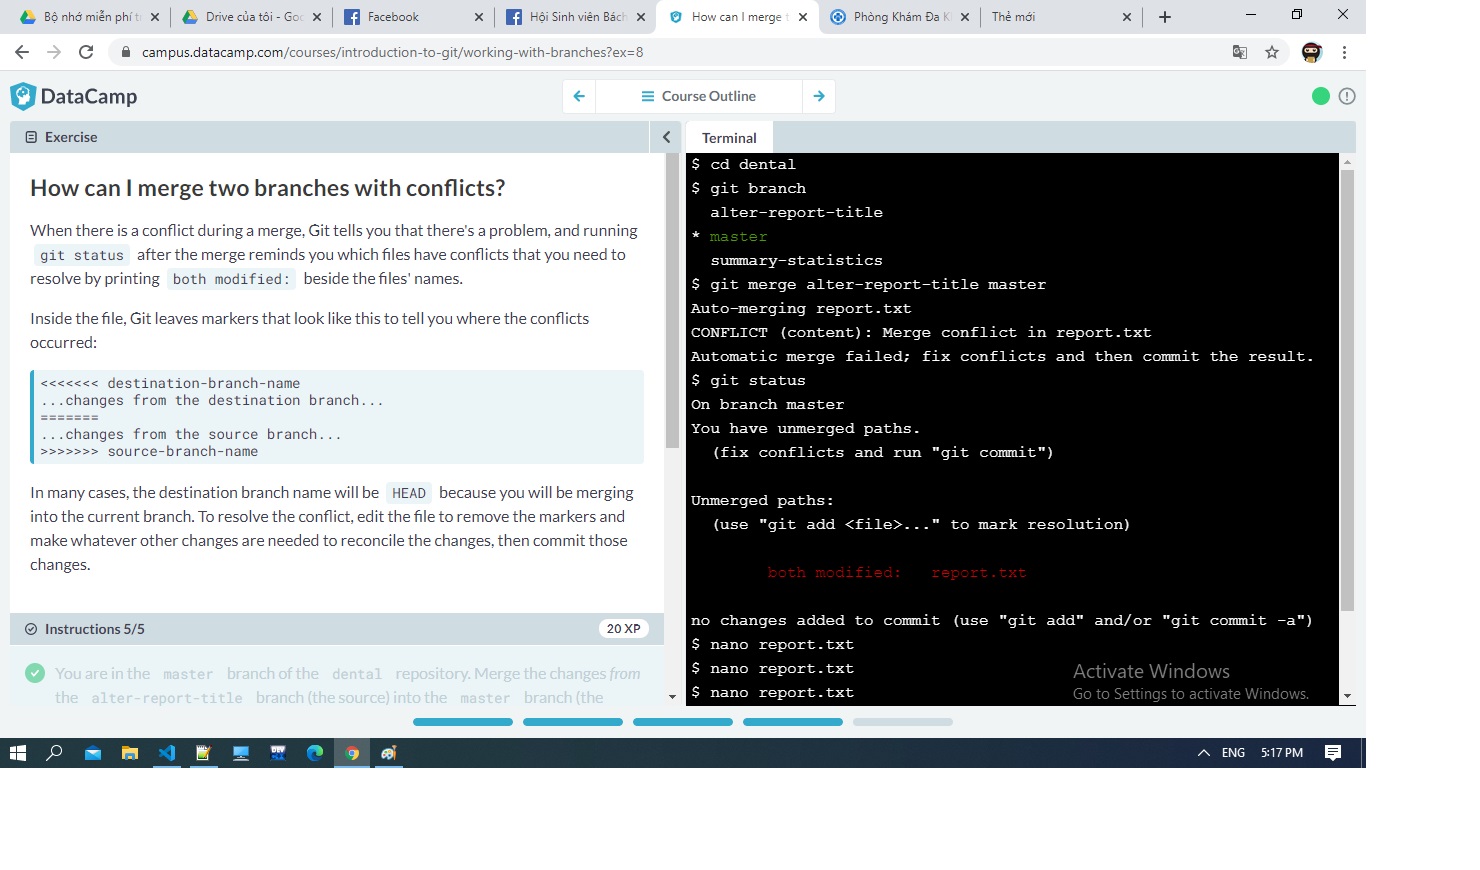 Bộ nhớ miễn phí t
Drive của tôi - Goo
Facebook
Hội Sinh viên Bách
How can I merge t
Phòng Khám Đa K
Thẻ mới
campus.datacamp.com/courses/introduction-to-git/working-with-branches?ex=8
DataCamp
Course Outline
Exercise
How can I merge two branches with conflicts?
When there is a conflict during a merge, Git tells you that there's a problem, and running
git status after the merge reminds you which files have conflicts that you need to
resolve by printing both modified: beside the files' names.
Inside the file, Git leaves markers that look like this to tell you where the conflicts
occurred:
<<<<<<< destination-branch-name
...changes from the destination branch...
=======
...changes from the source branch...
>>>>>>> source-branch-name
In many cases, the destination branch name will be HEAD because you will be merging
into the current branch. To resolve the conflict, edit the file to remove the markers and
make whatever other changes are needed to reconcile the changes, then commit those
changes.
Instructions 5/5
20 XP
You are in the master branch of the dental repository. Merge the changes from
the alter-report-title branch (the source) into the master branch (the
Terminal
$ cd dental
$ git branch
alter-report-title
* master
summary-statistics
$ git merge alter-report-title master
Auto-merging report.txt
CONFLICT (content): Merge conflict in report.txt
Automatic merge failed; fix conflicts and then commit the result.
$ git status
On branch master
You have unmerged paths.
(fix conflicts and run "git commit")
Unmerged paths:
(use "git add <file>..." to mark resolution)
both modified: report.txt
no changes added to commit (use "git add" and/or "git commit -a")
$ nano report.txt
$ nano report.txt
$ nano report.txt
Activate Windows
Go to Settings to activate Windows.
ENG
5:17 PM